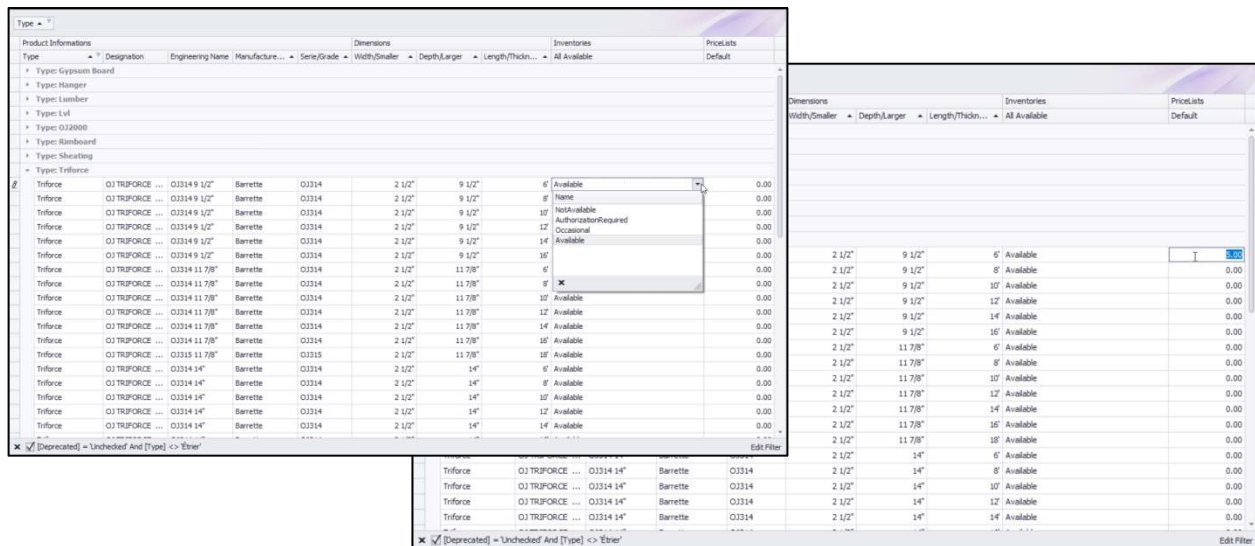 Type
Product Informations Dimensions Inventories PriceLists
Type Designation Engineering Name Manufacture... Serie/Grade Width/Smaller Depth/Larger Length/Thickn... All Available Default
Type: Gypsum Board
Type: Hanger
Type: Lumber
Type: Lvl
Type: OJ2000
Type: Rimboard
Type: Sheating
Type: Triforce
Triforce OJ TRIFORCE ... OJ314 9 1/2" Barrette OJ314 2 1/2" 9 1/2" 6' Available 0.00
Triforce OJ TRIFORCE ... OJ314 9 1/2" Barrette OJ314 2 1/2" 9 1/2" 8' Name 0.00
Triforce OJ TRIFORCE ... OJ314 9 1/2" Barrette OJ314 2 1/2" 9 1/2" 10' NotAvailable 0.00
Triforce OJ TRIFORCE ... OJ314 9 1/2" Barrette OJ314 2 1/2" 9 1/2" 12' AuthorizationRequired 0.00
Occasional
Triforce OJ TRIFORCE ... OJ314 9 1/2" Barrette OJ314 2 1/2" 9 1/2" 14' Available 0.00
Triforce OJ TRIFORCE ... OJ314 9 1/2" Barrette OJ314 2 1/2" 9 1/2" 16' 0.00
Triforce OJ TRIFORCE ... OJ314 11 7/8" Barrette OJ314 2 1/2" 11 7/8" 6' 0.00
Triforce OJ TRIFORCE ... OJ314 11 7/8" Barrette OJ314 2 1/2" 11 7/8" 8' 0.00
Triforce OJ TRIFORCE ... OJ314 11 7/8" Barrette OJ314 2 1/2" 11 7/8" 10' Available 0.00
Triforce OJ TRIFORCE ... OJ314 11 7/8" Barrette OJ314 2 1/2" 11 7/8" 12' Available 0.00
Triforce OJ TRIFORCE ... OJ314 11 7/8" Barrette OJ314 2 1/2" 11 7/8" 14' Available 0.00
Triforce OJ TRIFORCE ... OJ314 11 7/8" Barrette OJ314 2 1/2" 11 7/8" 16' Available 0.00
Triforce OJ TRIFORCE ... OJ315 11 7/8" Barrette OJ315 2 1/2" 11 7/8" 18' Available 0.00
Triforce OJ TRIFORCE ... OJ314 14" Barrette OJ314 2 1/2" 14" 6' Available 0.00
Triforce OJ TRIFORCE ... OJ314 14" Barrette OJ314 2 1/2" 14" 8' Available 0.00
Triforce OJ TRIFORCE ... OJ314 14" Barrette OJ314 2 1/2" 14" 10' Available 0.00
Triforce OJ TRIFORCE ... OJ314 14" Barrette OJ314 2 1/2" 14" 12' Available 0.00
Triforce OJ TRIFORCE ... OJ314 14" Barrette OJ314 2 1/2" 14" 14' Available 0.00
[Deprecated] = 'Unchecked' And [Type] <> 'Étrier' Edit Filter
Dimensions Inventories PriceLists
Width/Smaller Depth/Larger Length/Thickn... All Available Default
2 1/2" 9 1/2" 6' Available 5.00
2 1/2" 9 1/2" 8' Available 0.00
2 1/2" 9 1/2" 10' Available 0.00
2 1/2" 9 1/2" 12' Available 0.00
2 1/2" 9 1/2" 14' Available 0.00
2 1/2" 9 1/2" 16' Available 0.00
2 1/2" 11 7/8" 6' Available 0.00
2 1/2" 11 7/8" 8' Available 0.00
2 1/2" 11 7/8" 10' Available 0.00
2 1/2" 11 7/8" 12' Available 0.00
2 1/2" 11 7/8" 14' Available 0.00
2 1/2" 11 7/8" 16' Available 0.00
2 1/2" 11 7/8" 18' Available 0.00
2 1/2" 14" 6' Available 0.00
Triforce OJ TRIFORCE ... OJ314 14" Barrette OJ314 2 1/2" 14" 8' Available 0.00
Triforce OJ TRIFORCE ... OJ314 14" Barrette OJ314 2 1/2" 14" 10' Available 0.00
Triforce OJ TRIFORCE ... OJ314 14" Barrette OJ314 2 1/2" 14" 12' Available 0.00
Triforce OJ TRIFORCE ... OJ314 14" Barrette OJ314 2 1/2" 14" 14' Available 0.00
[Deprecated] = 'Unchecked' And [Type] <> 'Étrier' Edit Filter